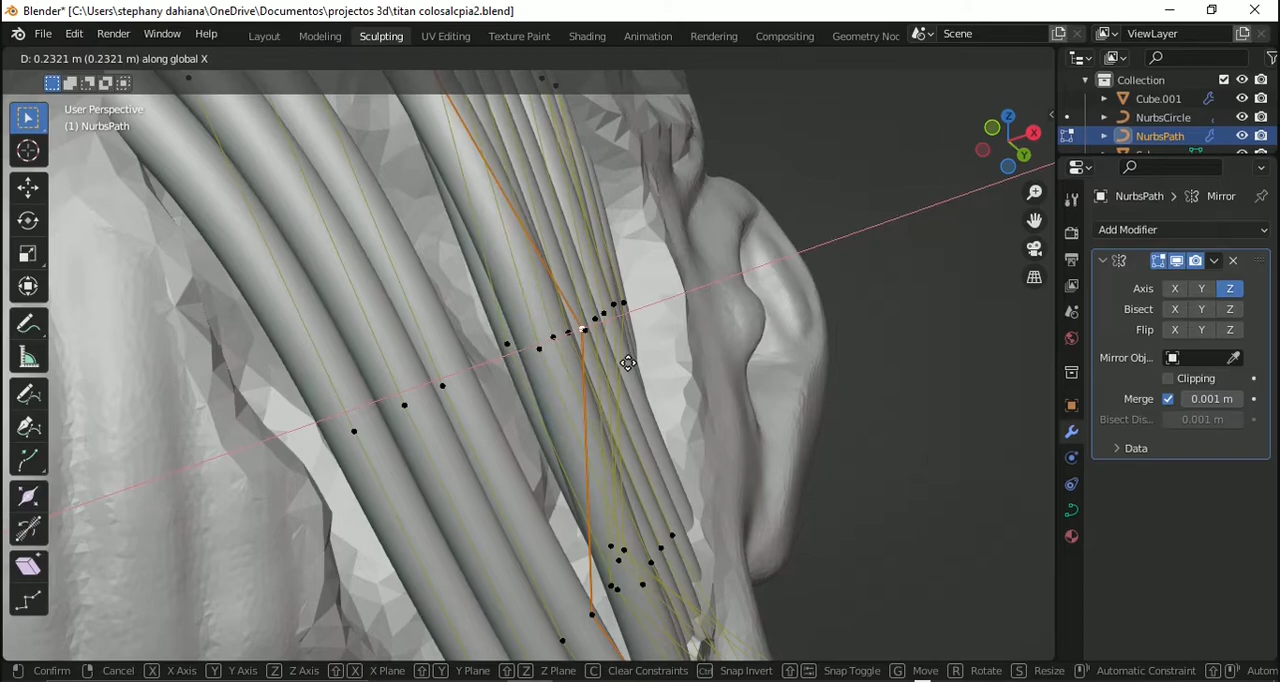 Blender* [C:\Users\stephany dahiana\OneDrive\Documentos\projectos 3d\titan colosalcpia2.blend]
File Edit Render Window Help Layout Modeling Sculpting UV Editing Texture Paint Shading Animation Rendering Compositing Geometry Noc Scene ViewLayer
D: 0.2321 m (0.2321 m) along global X
User Perspective
(1) NurbsPath
Z
X
Y
Collection
Cube.001
NurbsCircle
NurbsPath
NurbsPath > Mirror
Add Modifier
Axis X Y Z
Bisect X Y Z
Flip X Y Z
Mirror Obj...
Clipping
Merge 0.001 m
Bisect Dis... 0.001 m
Data
Confirm Cancel X X Axis Y Y Axis Z Z Axis X X Plane Y Y Plane Z Z Plane C Clear Constraints Ctrl Snap Invert Snap Toggle G Move R Rotate S Resize Automatic Constraint Autom